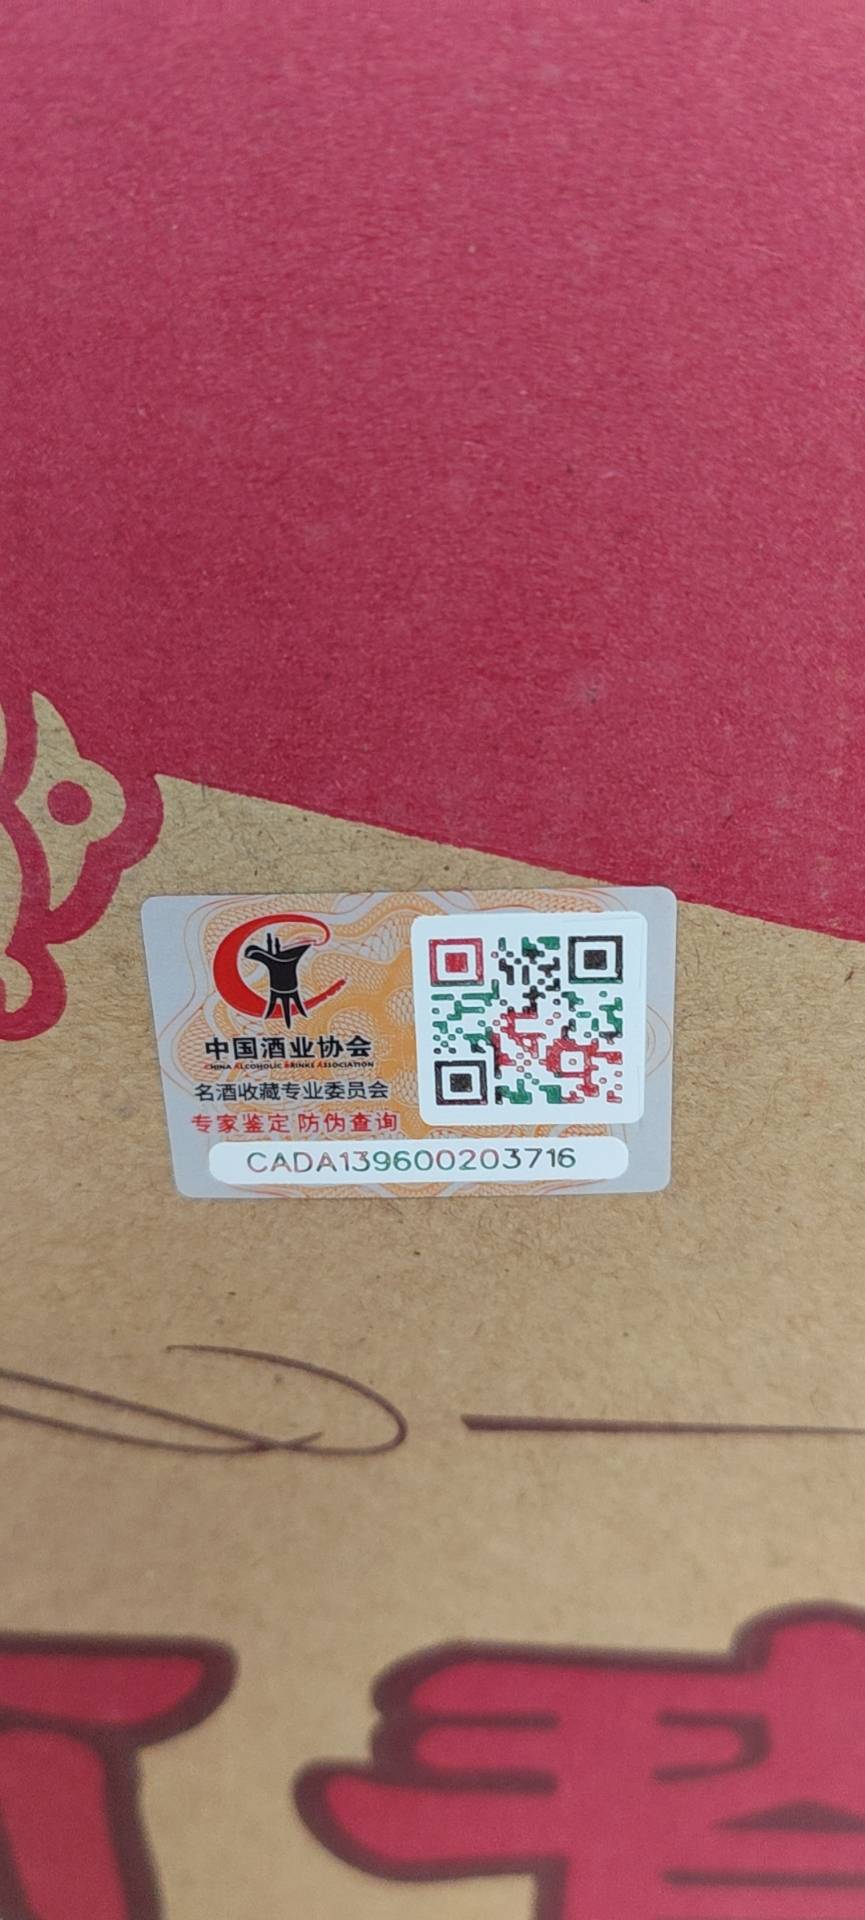 中国酒业协会
CHINA ALCOHOLIC DRINKS ASSOCIATION
名酒收藏专业委员会
专家鉴定 防伪查询
CADA139600203716